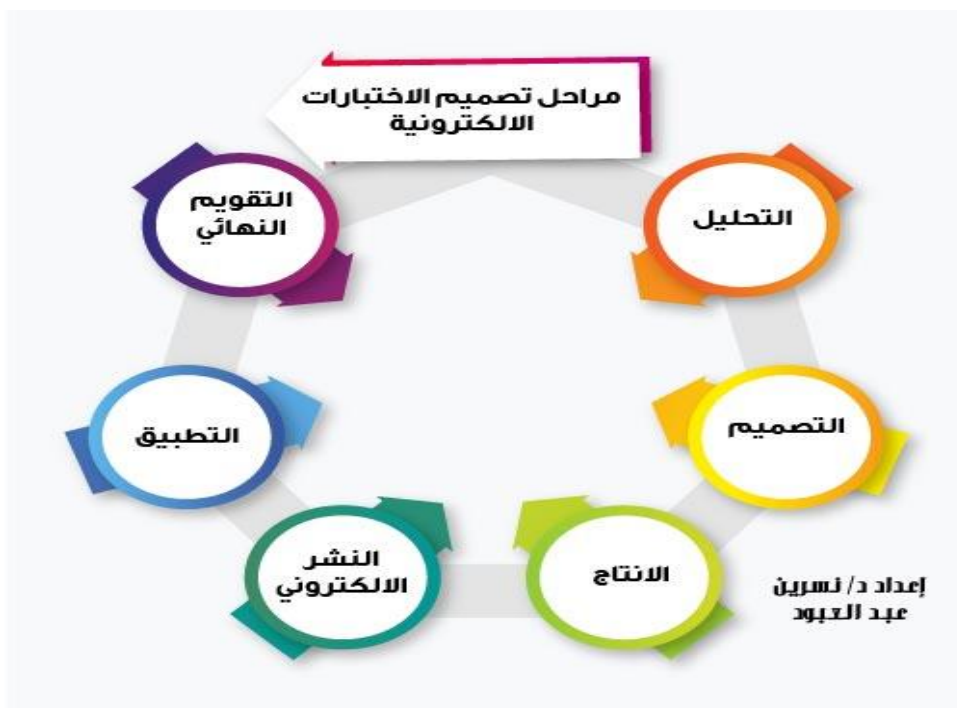 مراحل تصميم الاختبارات
الالكترونية
التحليل
التصميم
الانتاج
النشر
الالكتروني
التطبيق
التقويم
النهائي
إعداد د/ نسرين
عبد العبود